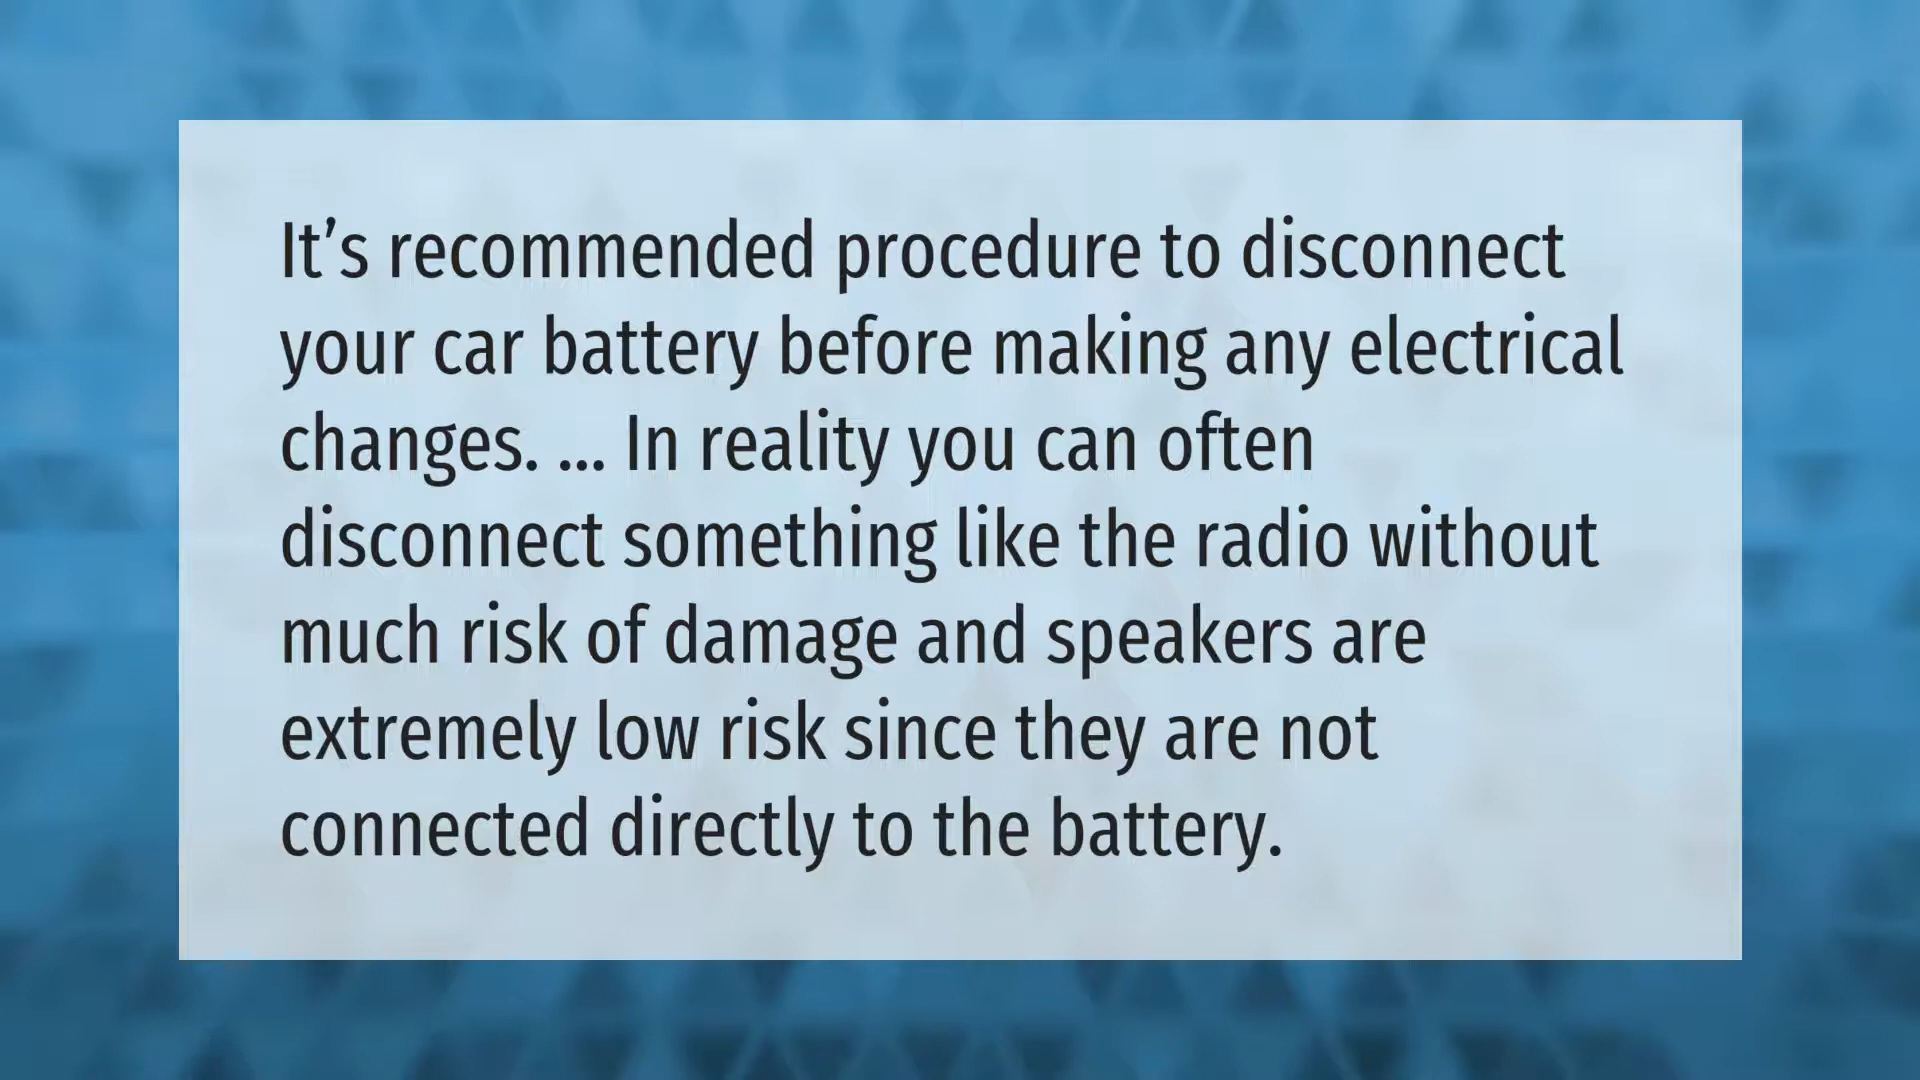 It’s recommended procedure to disconnect
your car battery before making any electrical
changes. ... In reality you can often
disconnect something like the radio without
much risk of damage and speakers are
extremely low risk since they are not
connected directly to the battery.